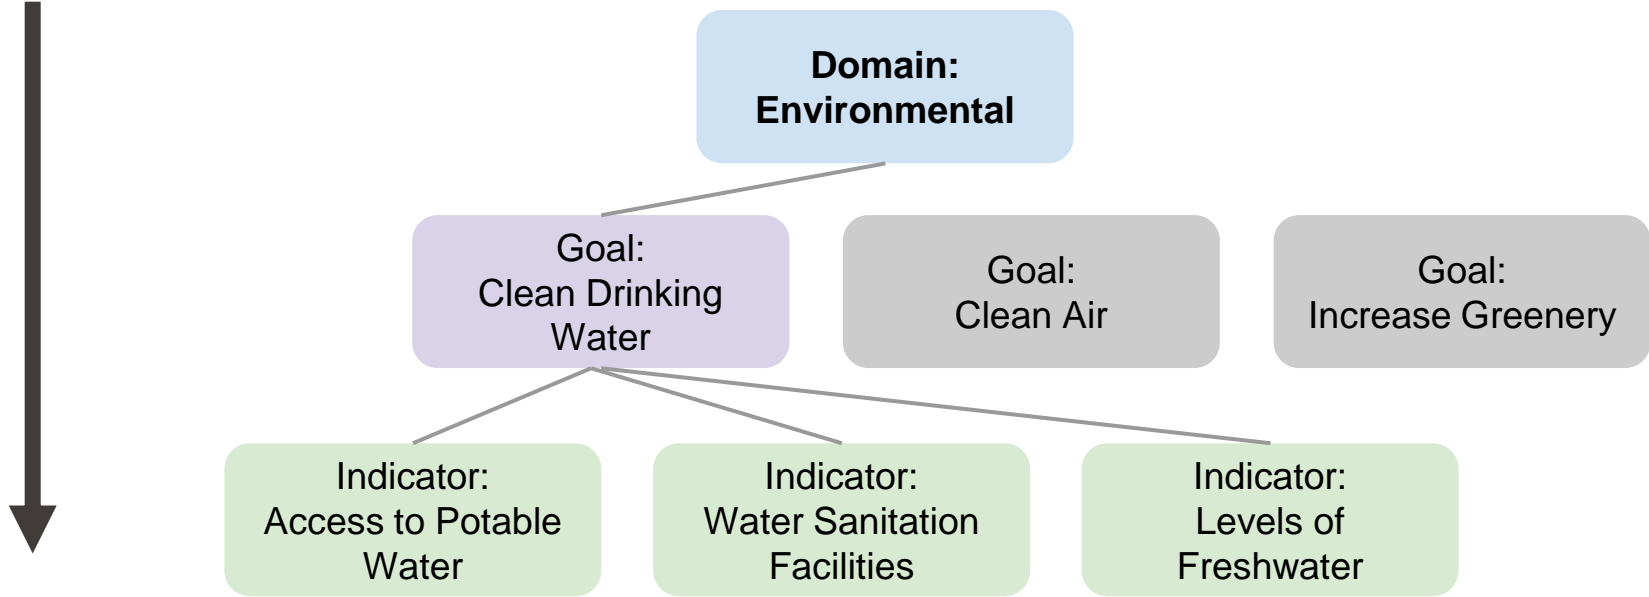 Domain:
Environmental
Goal:
Clean Drinking
Water
Goal:
Clean Air
Goal:
Increase Greenery
Indicator:
Access to Potable
Water
Indicator:
Water Sanitation
Facilities
Indicator:
Levels of
Freshwater